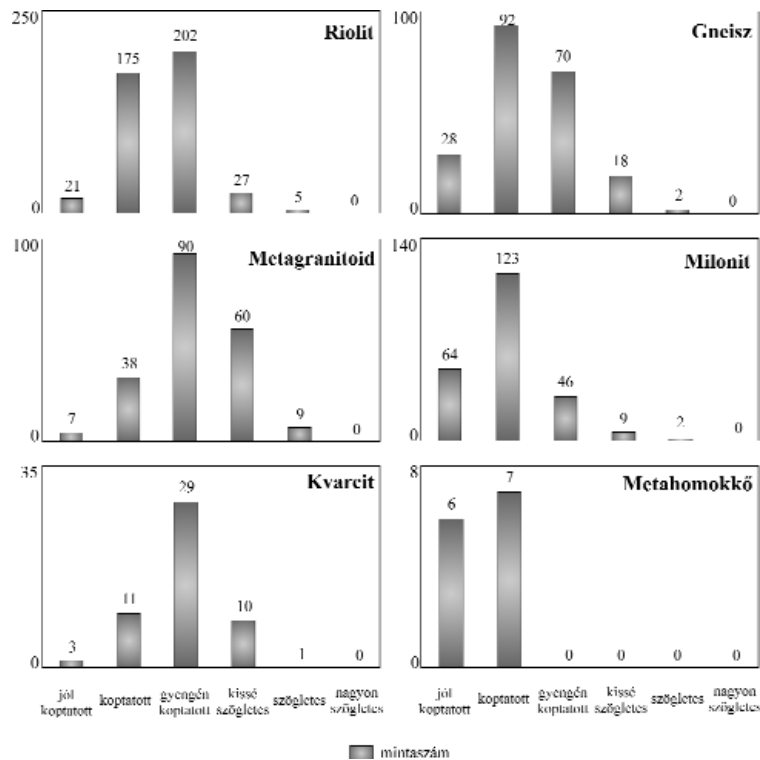 250
Riolit
21
175
202
27
5
0
0
100
Gneisz
28
92
70
18
2
0
0
100
Metagranitoid
7
38
90
60
9
0
0
140
Milonit
64
123
46
9
2
0
0
35
Kvarcit
3
11
29
10
1
0
0
8
Metahomokkő
6
7
0
0
0
0
0
jól
koptatott
koptatott
gyengén
koptatott
kissé
szögletes
szögletes
nagyon
szögletes
jól
koptatott
koptatott
gyengén
koptatott
kissé
szögletes
szögletes
nagyon
szögletes
mintaszám